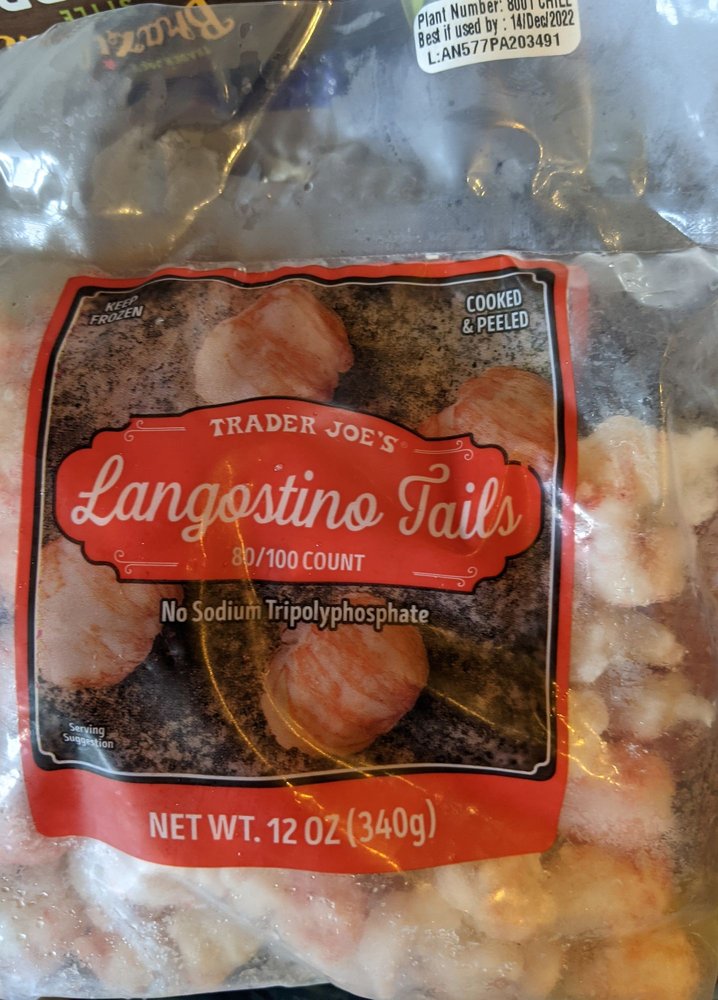 Plant Number: 8001 CHILE
Best if used by : 14/Dec/2022
L:AN577PA203491
KEEP
FROZEN
COOKED
& PEELED
TRADER JOE'S
Langostino Tails
80/100 COUNT
No Sodium Tripolyphosphate
Serving
Suggestion
NET WT. 12 OZ (340g)